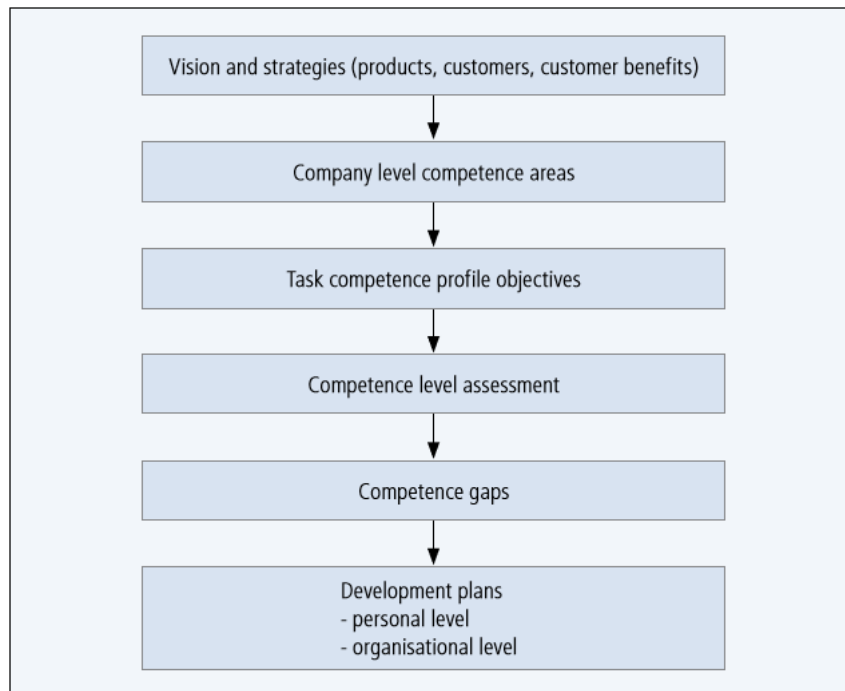 Vision and strategies (products, customers, customer benefits)
Company level competence areas
Task competence profile objectives
Competence level assessment
Competence gaps
Development plans
- personal level
- organisational level